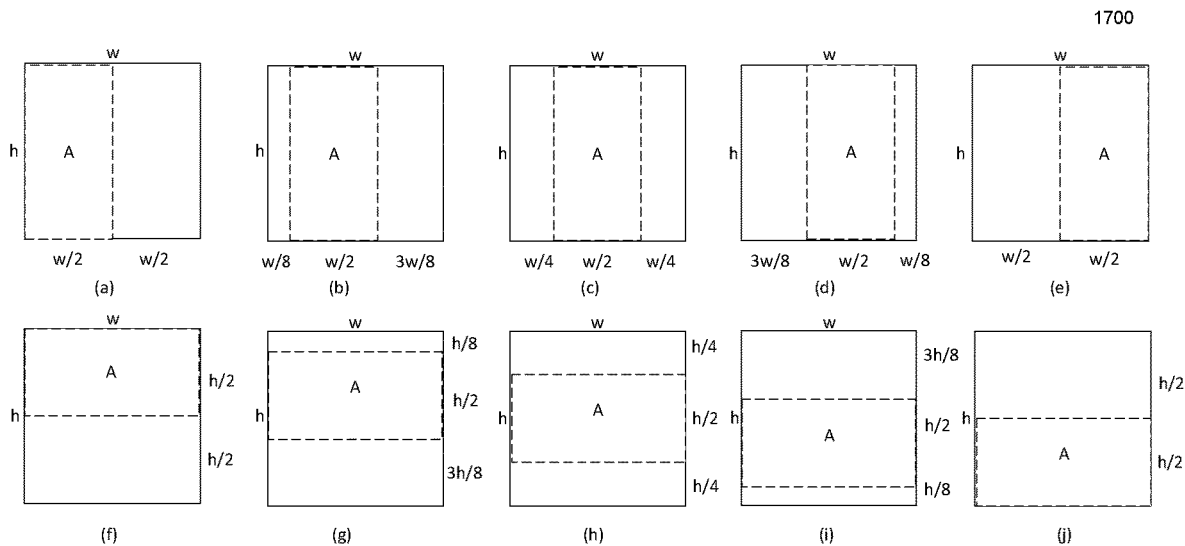 1700
w w w w w
h A h A h A h A h A
w/2 w/2 w/8 w/2 3w/8 w/4 w/2 w/4 3w/8 w/2 w/8 w/2 w/2
(a) (b) (c) (d) (e)
w w w w
h/8 h/4 3h/8
A h/2 A A A h/2
h h h/2 h h/2 h h/2 h
A
h/2 3h/8 h/4 h/8 h/2
(f) (g) (h) (i) (j)